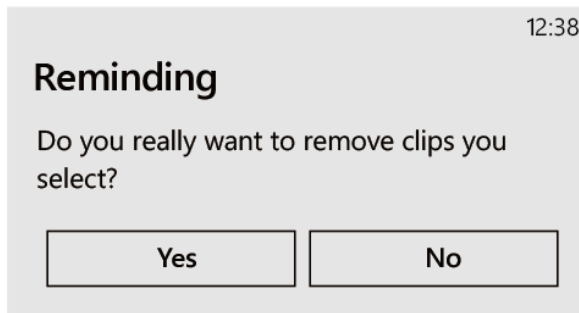 12:38
Reminding
Do you really want to remove clips you
select?
Yes
No